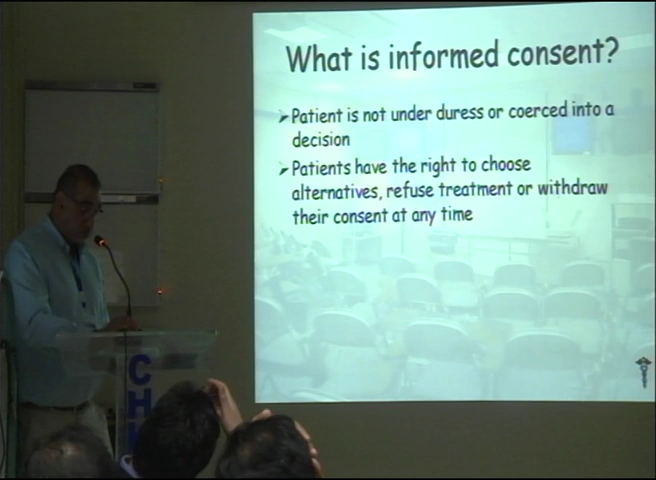 What is informed consent?
➢Patient is not under duress or coerced into a
decision
➢Patients have the right to choose
alternatives, refuse treatment or withdraw
their consent at any time
CH